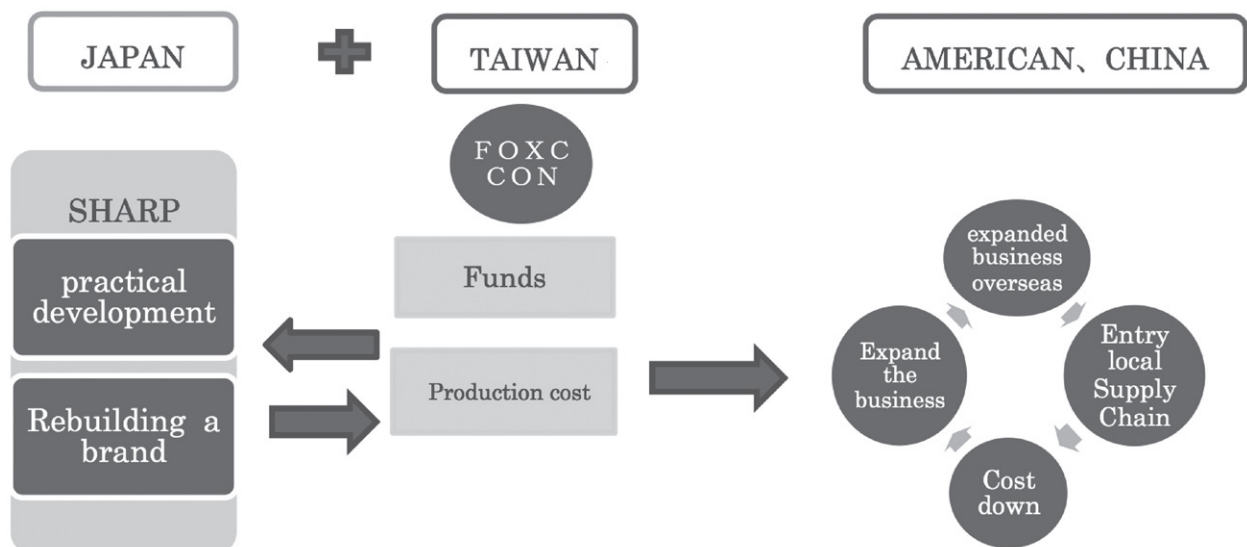 JAPAN
TAIWAN
AMERICAN、CHINA
FOXC
CON
SHARP
practical
development
Rebuilding a
brand
Funds
Production cost
expanded
business
overseas
Entry
local
Supply
Chain
Cost
down
Expand
the
business